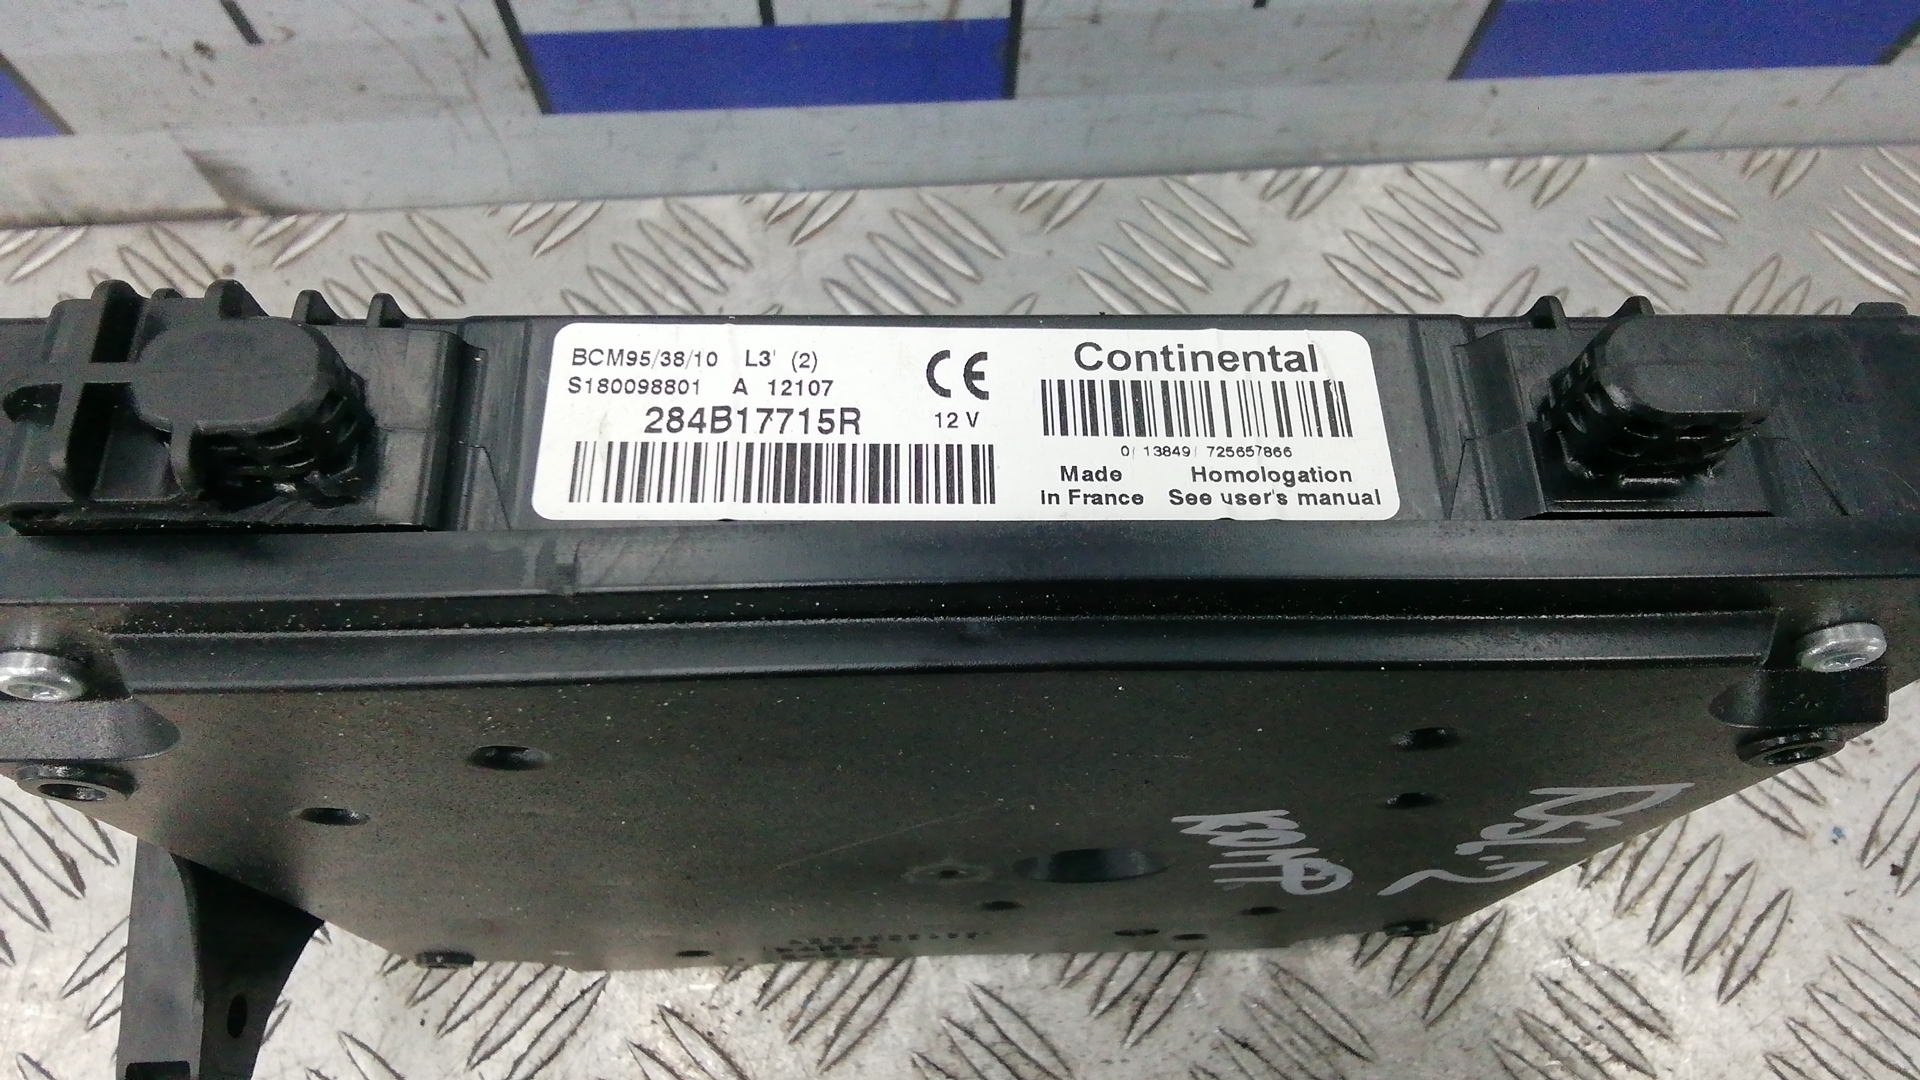 BCM95/38/10 L3' (2)
S180098801 A 12107
284B17715R
12 V
CE
Continental
0/ 13849/ 725657866
Made
in France
Homologation
See user's manual